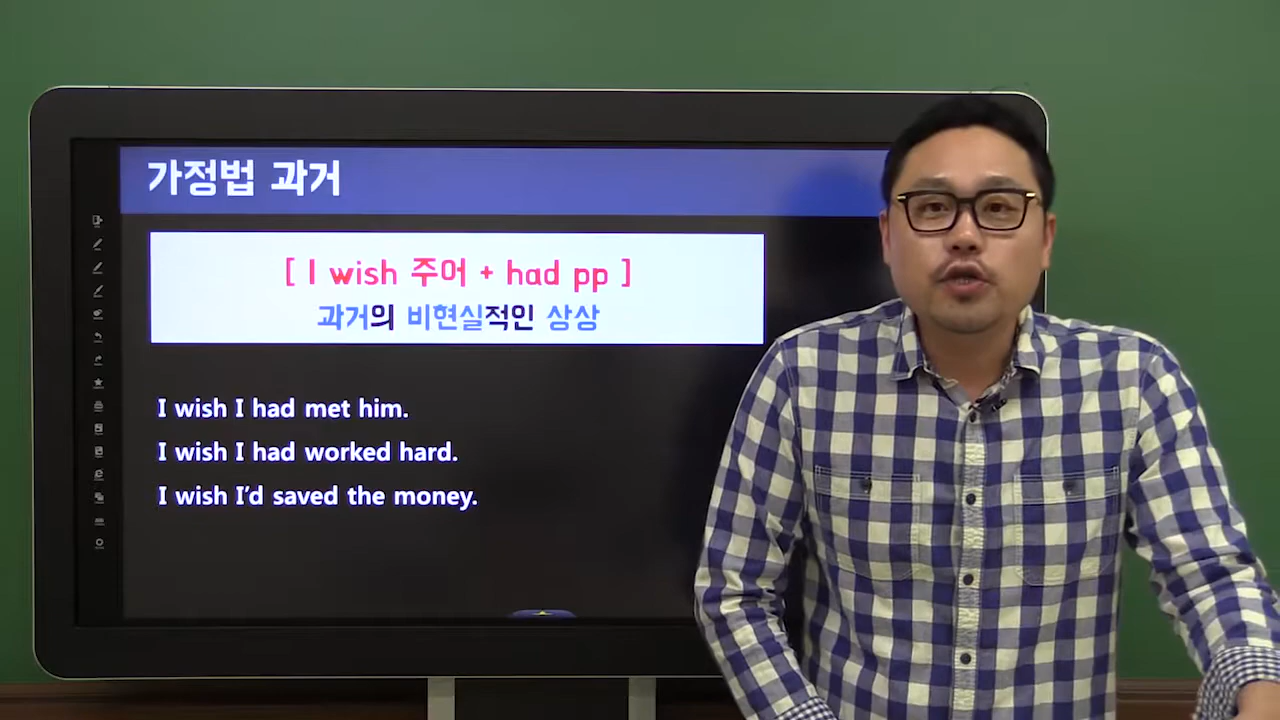 가정법 과거
[ I wish 주어 + had pp ]
과거의 비현실적인 상상
I wish I had met him.
I wish I had worked hard.
I wish I'd saved the money.